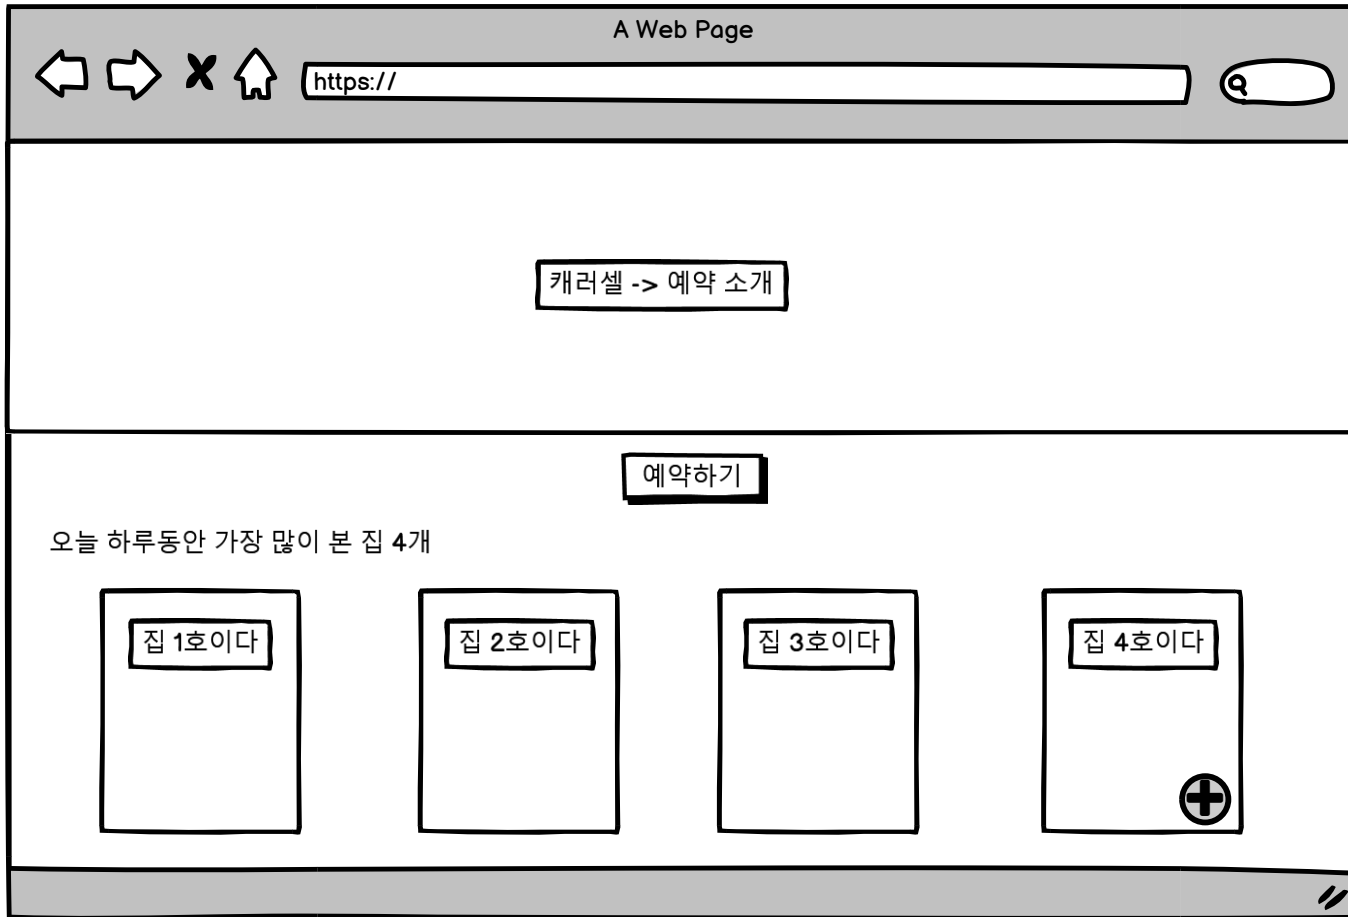 A Web Page
https://
캐러셀 -> 예약 소개
예약하기
오늘 하루동안 가장 많이 본 집 4개
집 1호이다
집 2호이다
집 3호이다
집 4호이다